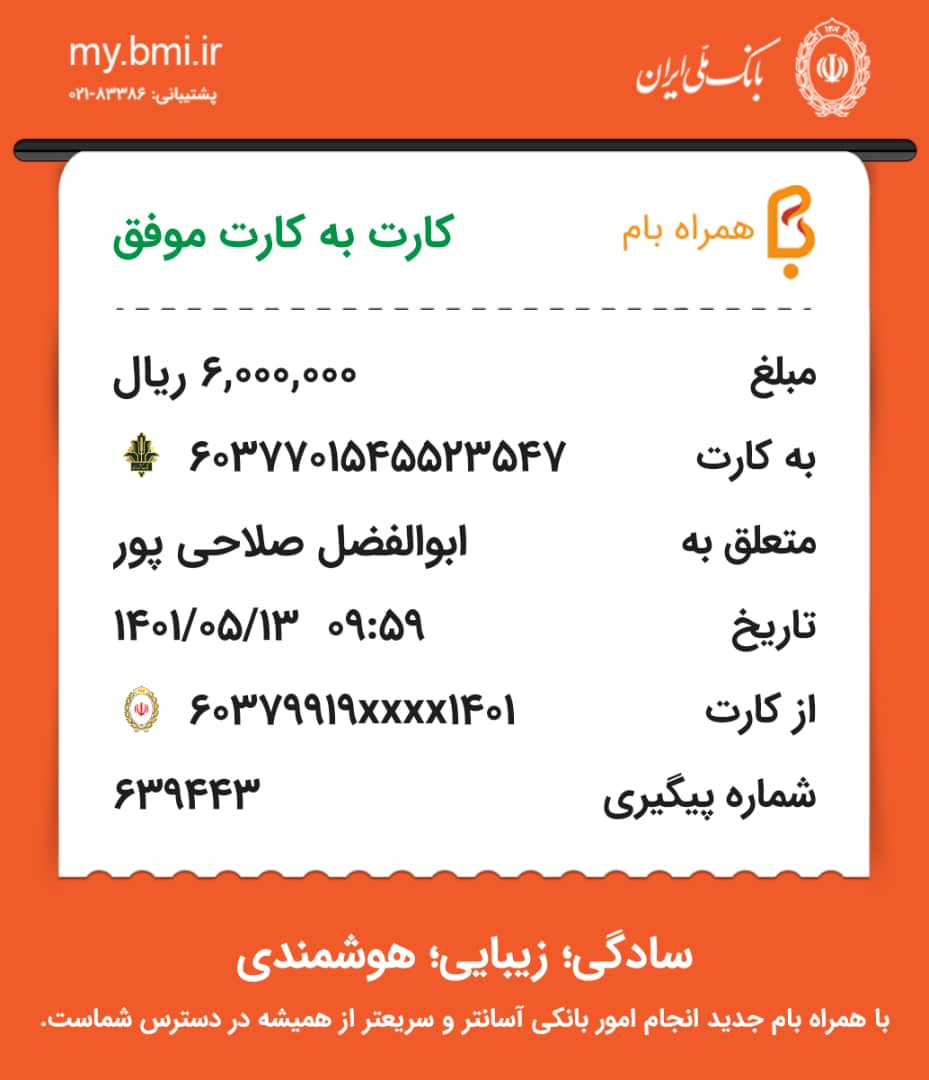 my.bmi.ir
پشتیبانی: ۸۳۳۸۶-۰۲۱
بانک ملی ایران
همراه بام
کارت به کارت موفق
مبلغ ۶,۰۰۰,۰۰۰ ریال
به کارت ۶۰۳۷۷۰۱۵۴۵۵۲۳۵۴۷
متعلق به ابوالفضل صلاحی پور
تاریخ ۱۴۰۱/۰۵/۱۳ ۰۹:۵۹
از کارت ۶۰۳۷۹۹۱۹xxxx۱۴۰۱
شماره پیگیری ۶۳۹۴۴۳
سادگی؛ زیبایی؛ هوشمندی
با همراه بام جدید انجام امور بانکی آسانتر و سریعتر از همیشه در دسترس شماست.